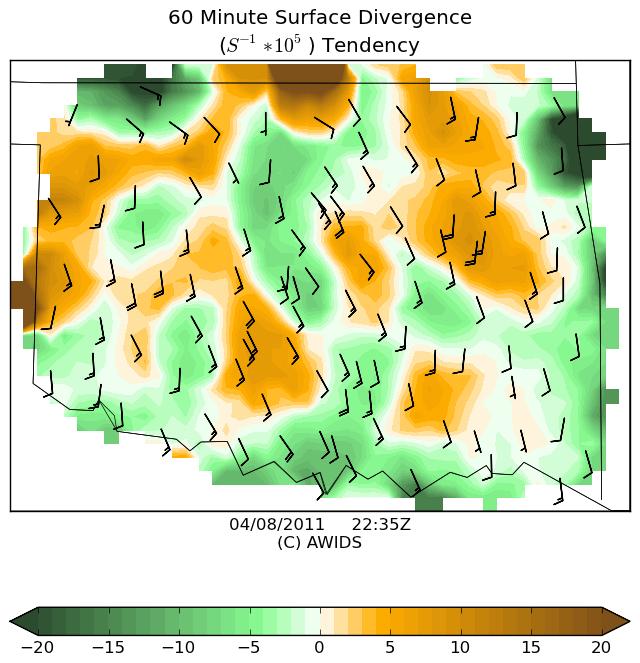 60 Minute Surface Divergence
(S⁻¹ *10⁵ ) Tendency
04/08/2011 22:35Z
(C) AWIDS
−20 −15 −10 −5 0 5 10 15 20